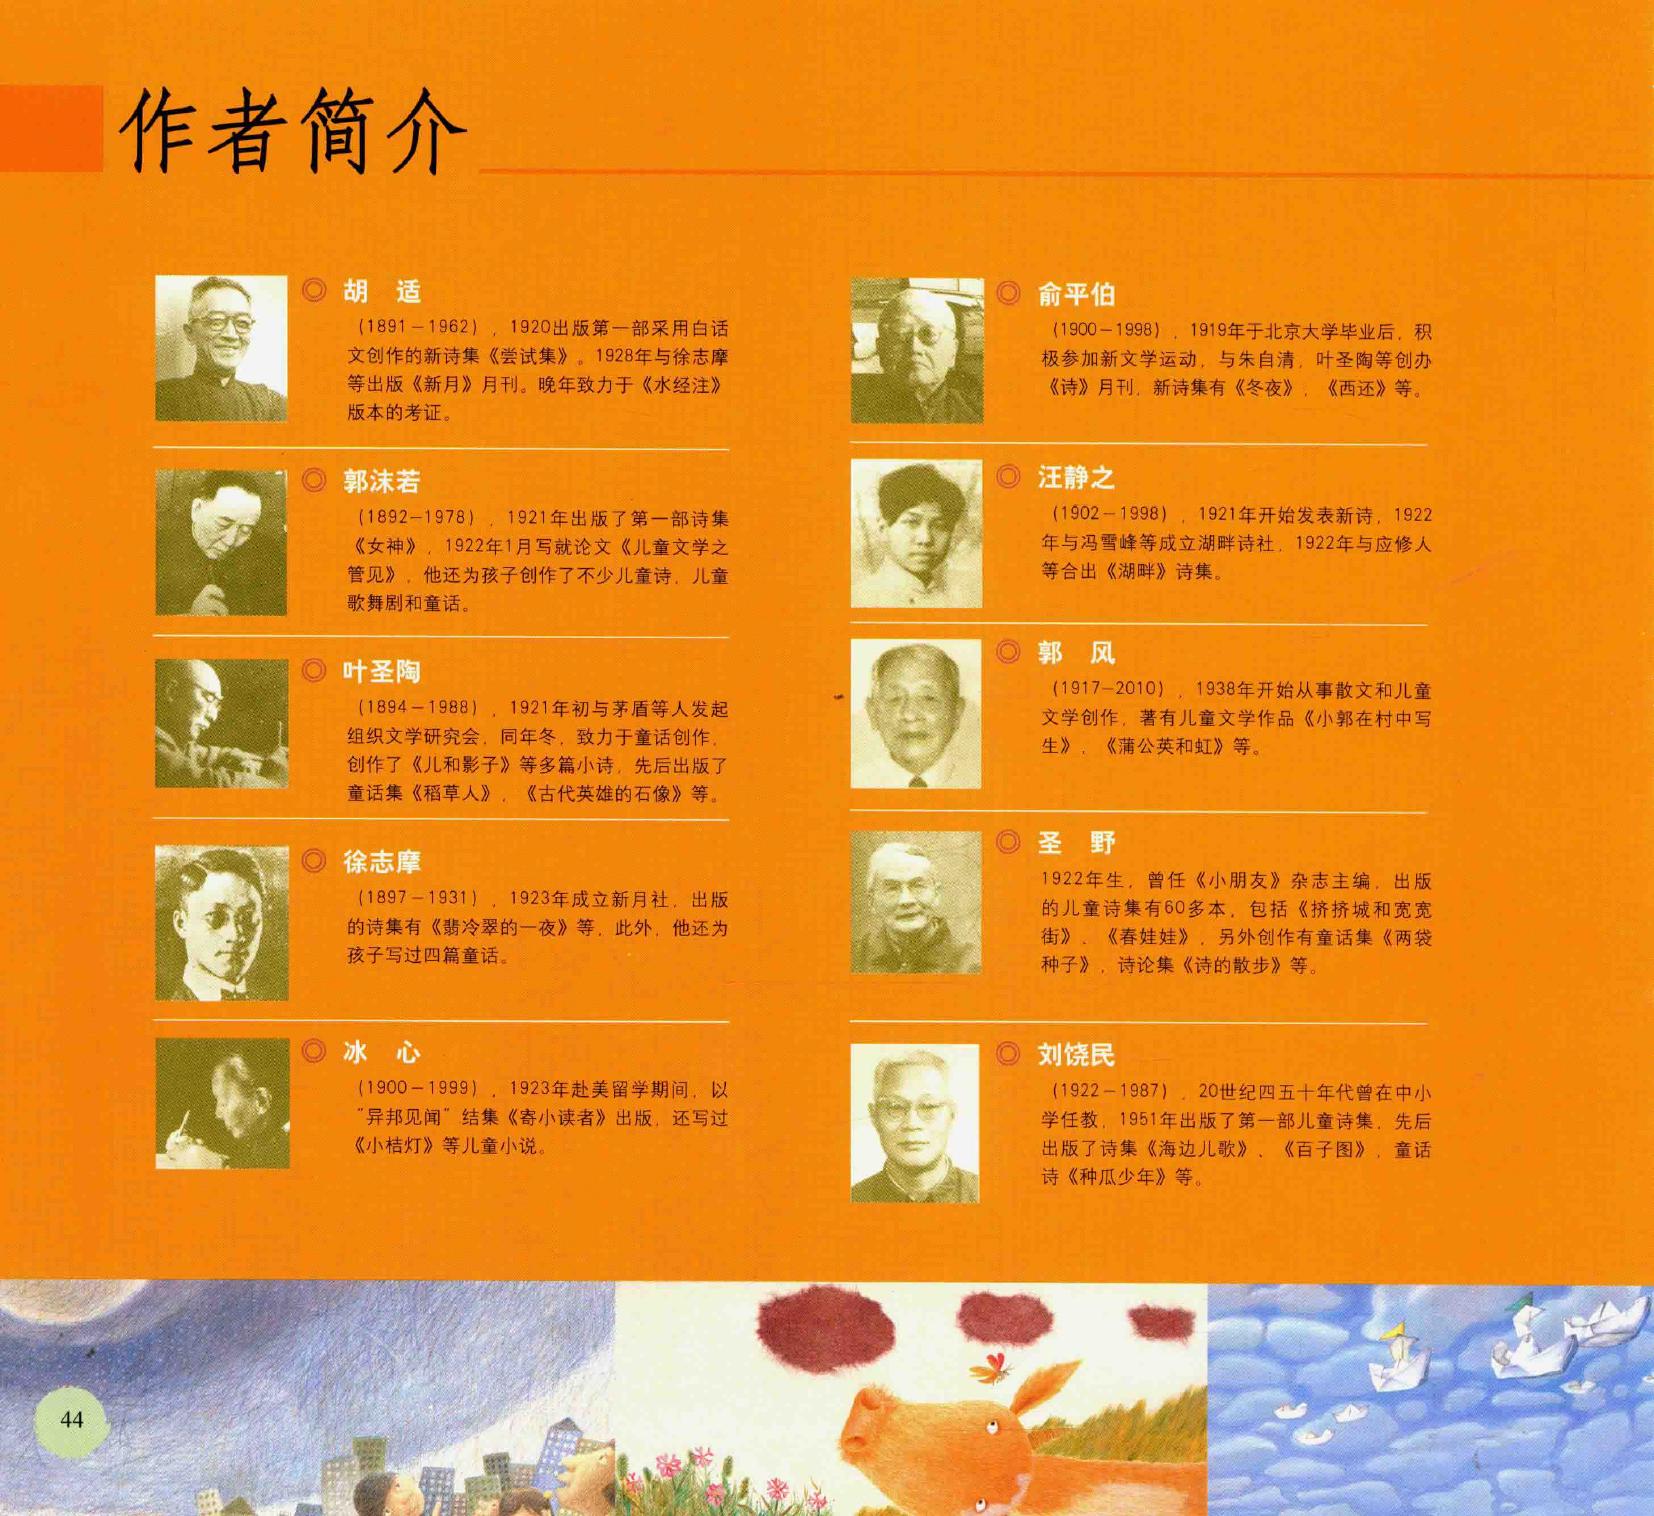 作者简介
胡　适
（1891－1962），1920出版第一部采用白话
文创作的新诗集《尝试集》。1928年与徐志摩
等出版《新月》月刊。晚年致力于《水经注》
版本的考证。
郭沫若
（1892－1978），1921年出版了第一部诗集
《女神》，1922年1月写就论文《儿童文学之
管见》，他还为孩子创作了不少儿童诗，儿童
歌舞剧和童话。
叶圣陶
（1894－1988），1921年初与茅盾等人发起
组织文学研究会，同年冬，致力于童话创作，
创作了《儿和影子》等多篇小诗，先后出版了
童话集《稻草人》，《古代英雄的石像》等。
徐志摩
（1897－1931），1923年成立新月社，出版
的诗集有《翡冷翠的一夜》等，此外，他还为
孩子写过四篇童话。
冰　心
（1900－1999），1923年赴美留学期间，以
“异邦见闻”结集《寄小读者》出版，还写过
《小桔灯》等儿童小说。
俞平伯
（1900－1998），1919年于北京大学毕业后，积
极参加新文学运动，与朱自清，叶圣陶等创办
《诗》月刊，新诗集有《冬夜》，《西还》等。
汪静之
（1902－1998），1921年开始发表新诗，1922
年与冯雪峰等成立湖畔诗社，1922年与应修人
等合出《湖畔》诗集。
郭　风
（1917－2010），1938年开始从事散文和儿童
文学创作，著有儿童文学作品《小郭在村中写
生》、《蒲公英和虹》等。
圣　野
1922年生，曾任《小朋友》杂志主编，出版
的儿童诗集有60多本，包括《挤挤城和宽宽
街》、《春娃娃》，另外创作有童话集《两袋
种子》，诗论集《诗的散步》等。
刘饶民
（1922－1987），20世纪四五十年代曾在中小
学任教，1951年出版了第一部儿童诗集，先后
出版了诗集《海边儿歌》、《百子图》，童话
诗《种瓜少年》等。
44